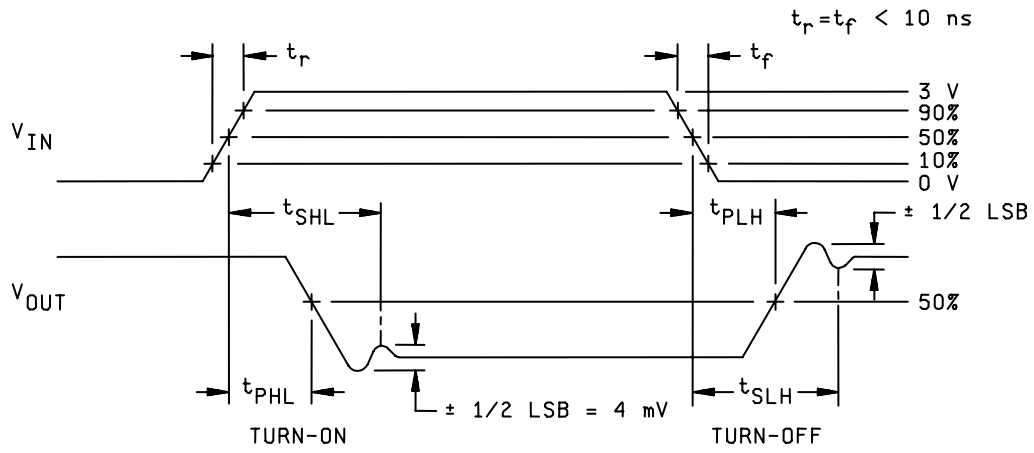 t_r=t_f < 10 ns
t_r
t_f
V_IN
3 V
90%
50%
10%
0 V
t_SHL
t_PLH
± 1/2 LSB
V_OUT
50%
t_PHL
± 1/2 LSB = 4 mV
t_SLH
TURN-ON
TURN-OFF